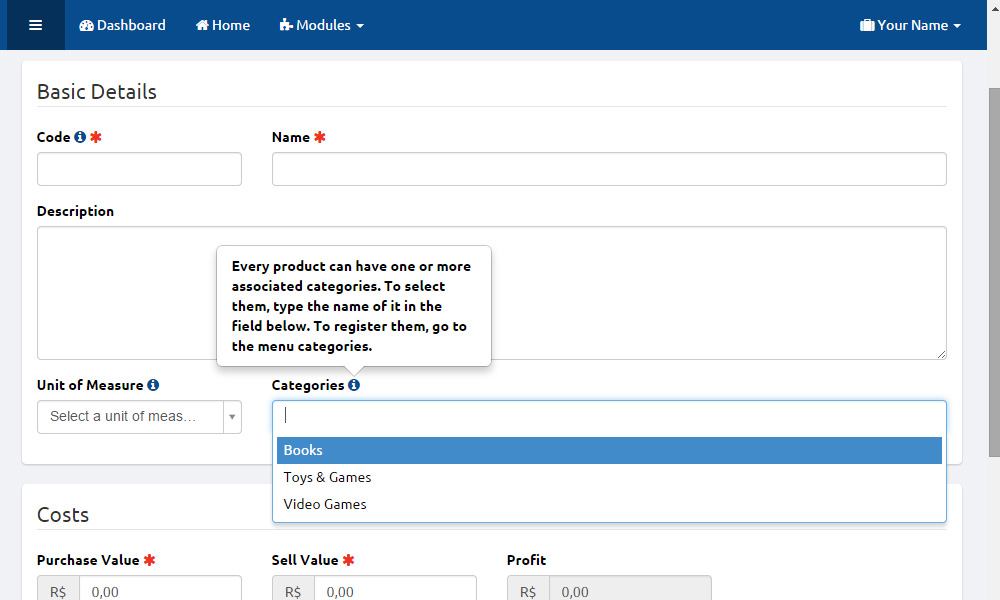 Dashboard Home Modules Your Name
Basic Details
Code Name
Description
Every product can have one or more
associated categories. To select
them, type the name of it in the
field below. To register them, go to
the menu categories.
Unit of Measure Categories
Select a unit of meas...
Books
Toys & Games
Video Games
Costs
Purchase Value Sell Value Profit
R$ 0,00 R$ 0,00 R$ 0,00